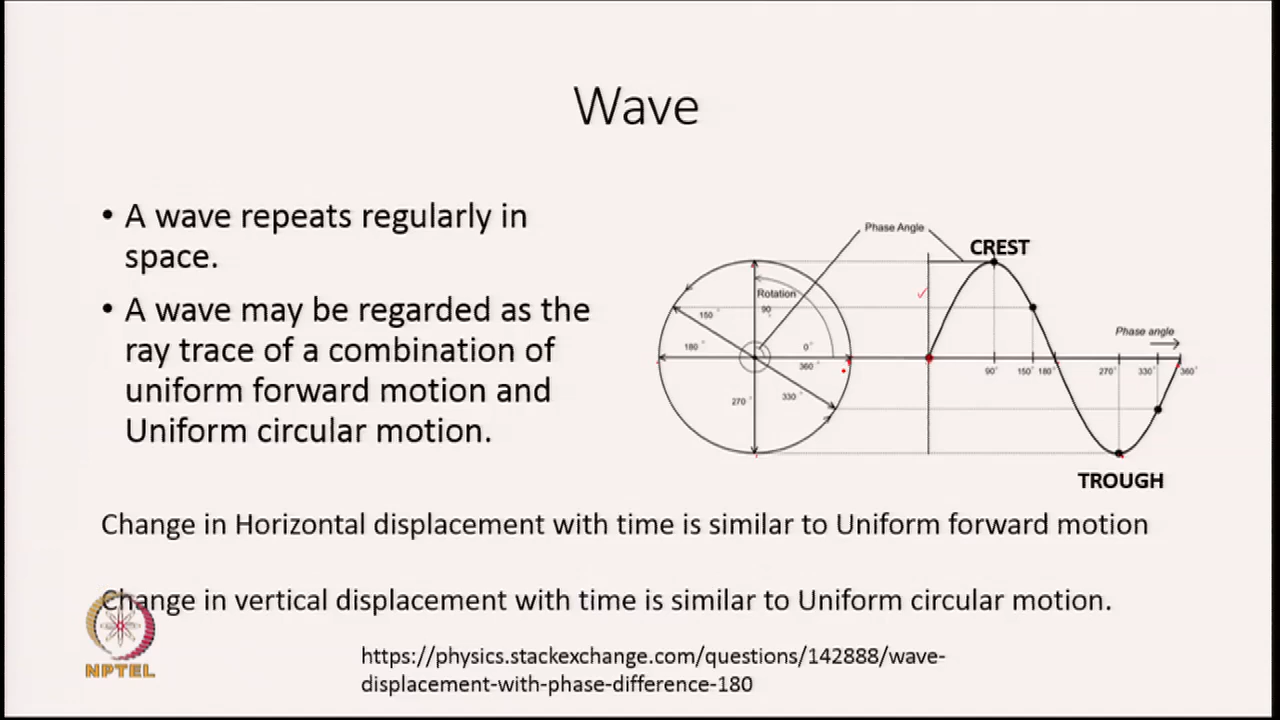 Wave
• A wave repeats regularly in
space.
• A wave may be regarded as the
ray trace of a combination of
uniform forward motion and
Uniform circular motion.
Phase Angle
CREST
Rotation
90°
150°
180°
0°
360°
270°
330°
Phase angle
90° 150° 180° 270° 330° 360°
TROUGH
Change in Horizontal displacement with time is similar to Uniform forward motion
Change in vertical displacement with time is similar to Uniform circular motion.
NPTEL
https://physics.stackexchange.com/questions/142888/wave-
displacement-with-phase-difference-180